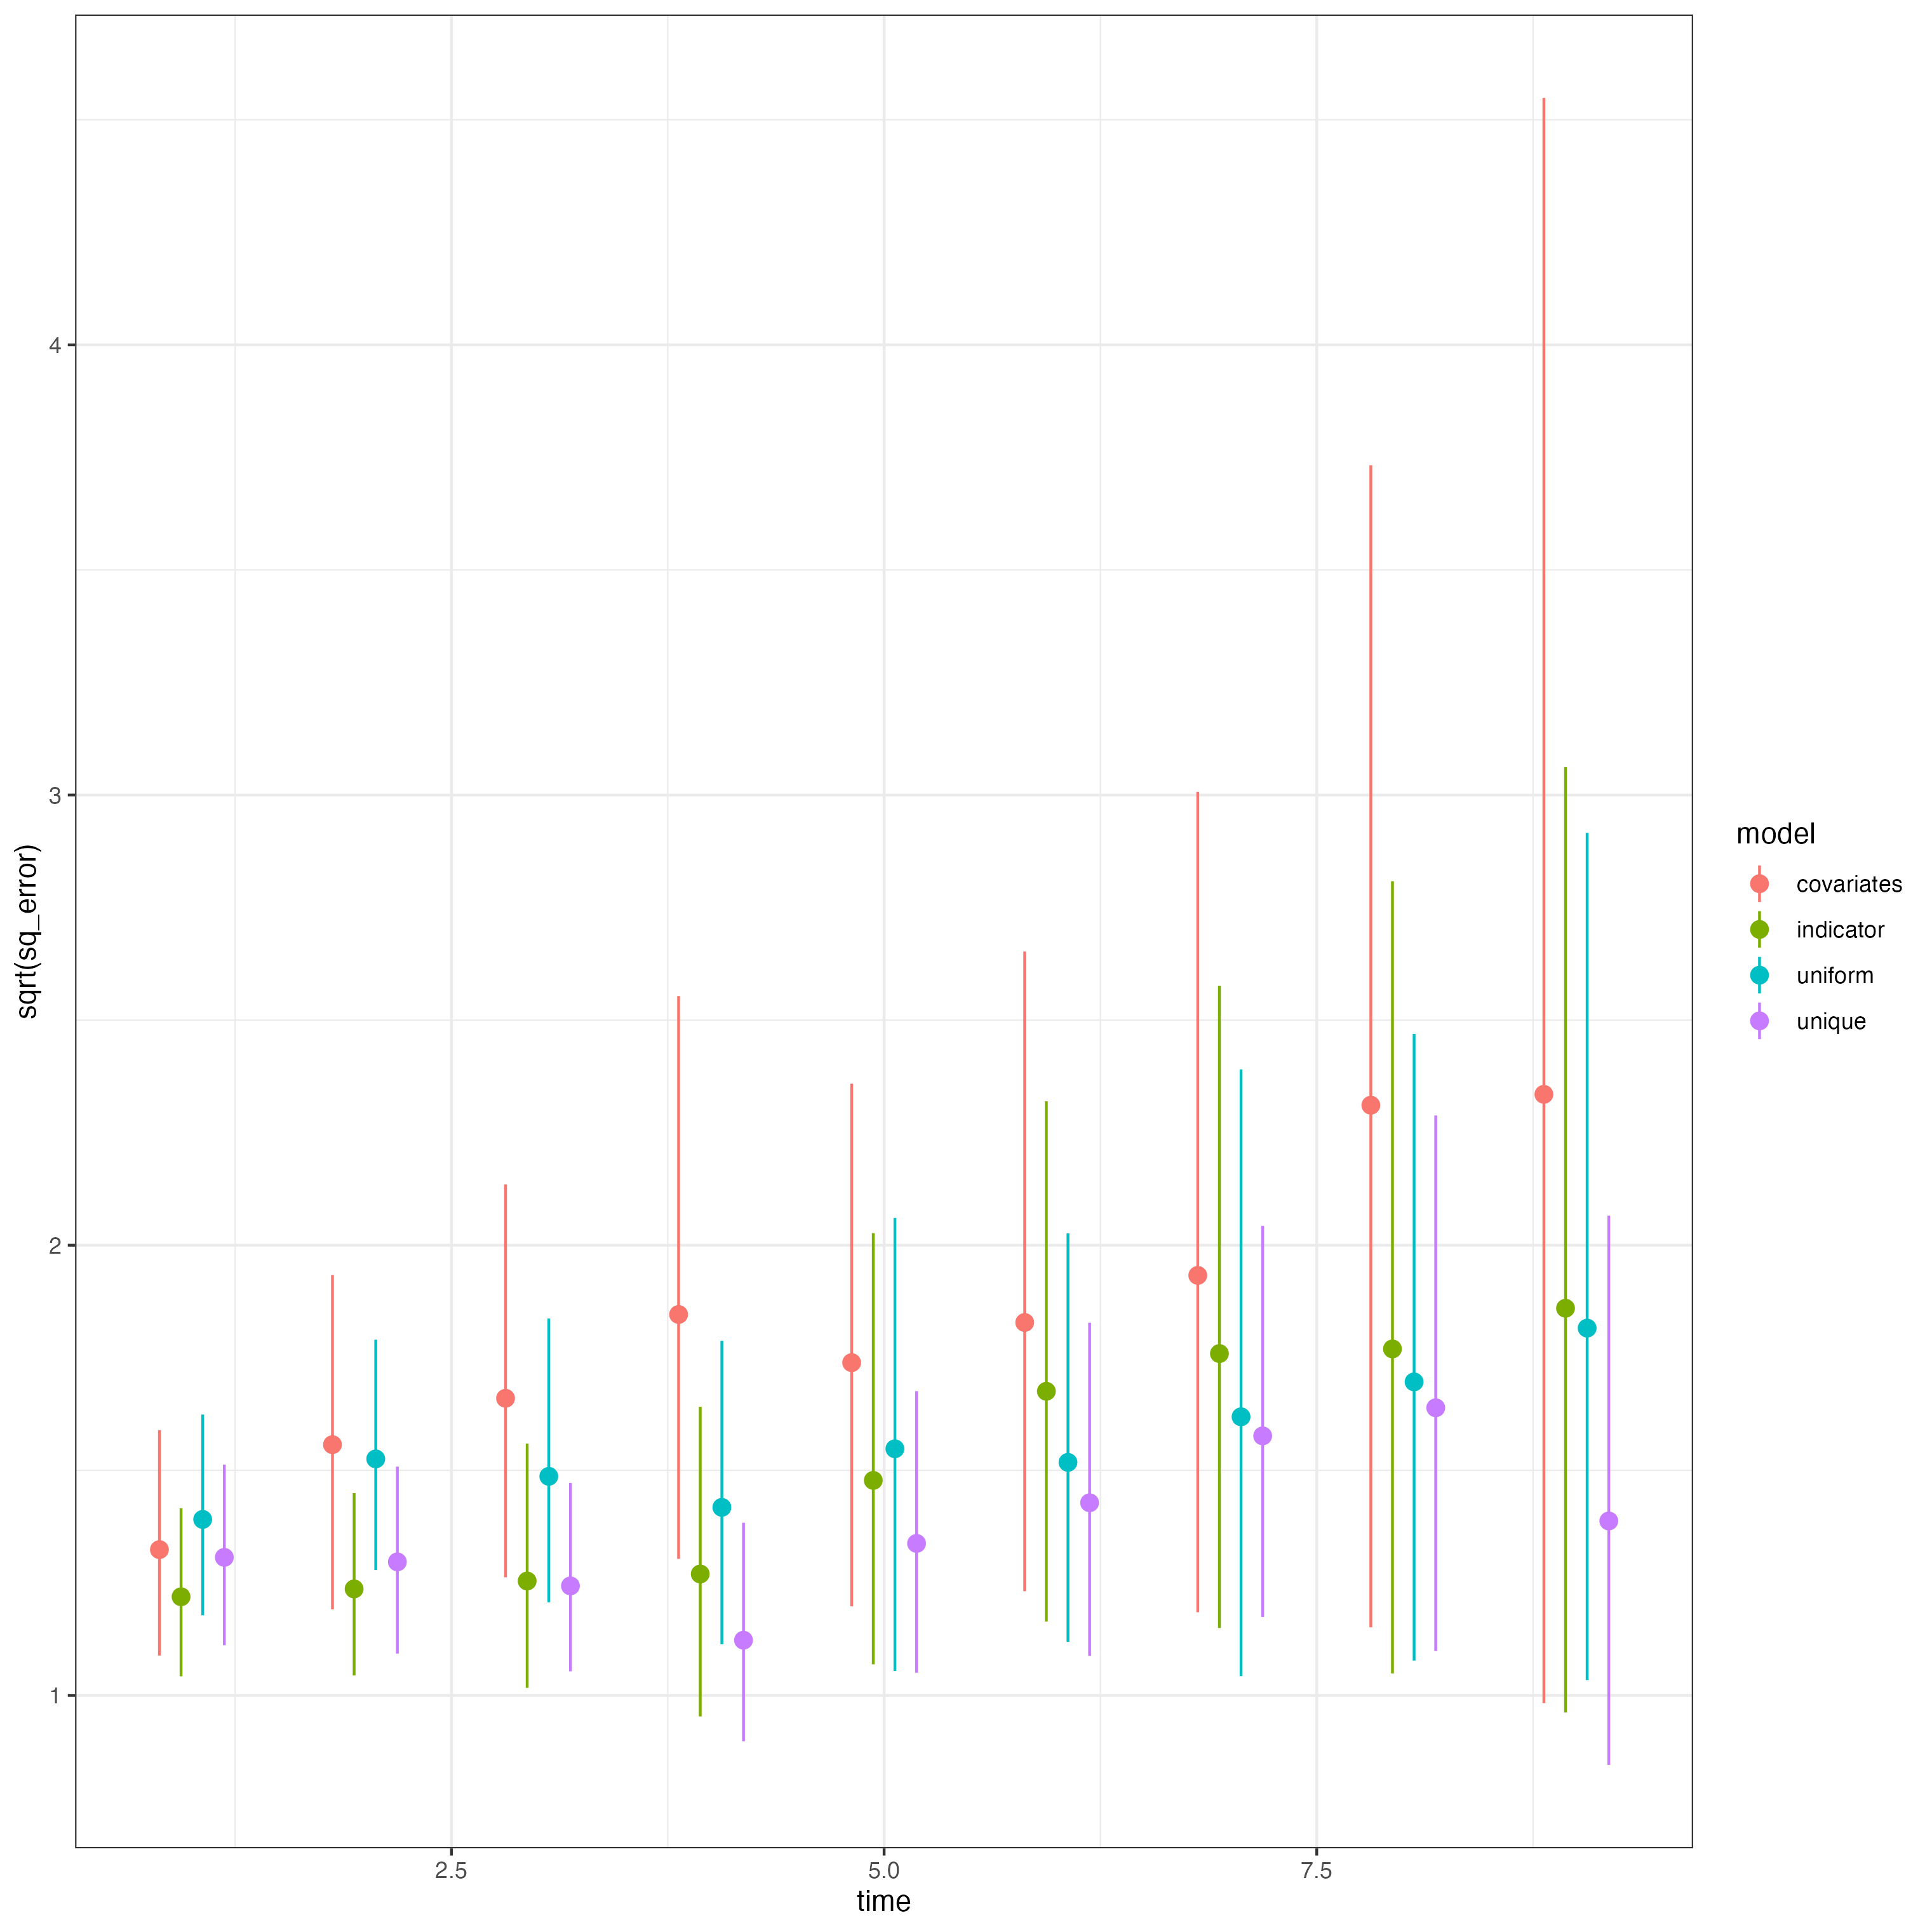 sqrt(sq_error)
4
3
2
1
2.5
5.0
7.5
time
model
covariates
indicator
uniform
unique